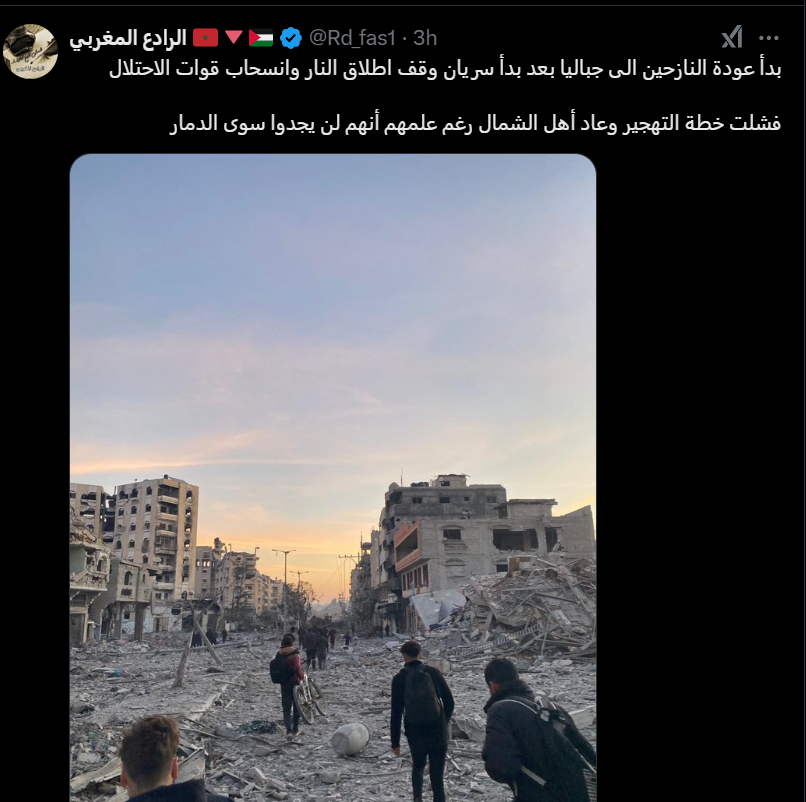 الرادع المغربي 🇲🇦🔻🇵🇸 @Rd_fas1 · 3h
بدأ عودة النازحين الى جباليا بعد بدأ سريان وقف اطلاق النار وانسحاب قوات الاحتلال
فشلت خطة التهجير وعاد أهل الشمال رغم علمهم أنهم لن يجدوا سوى الدمار